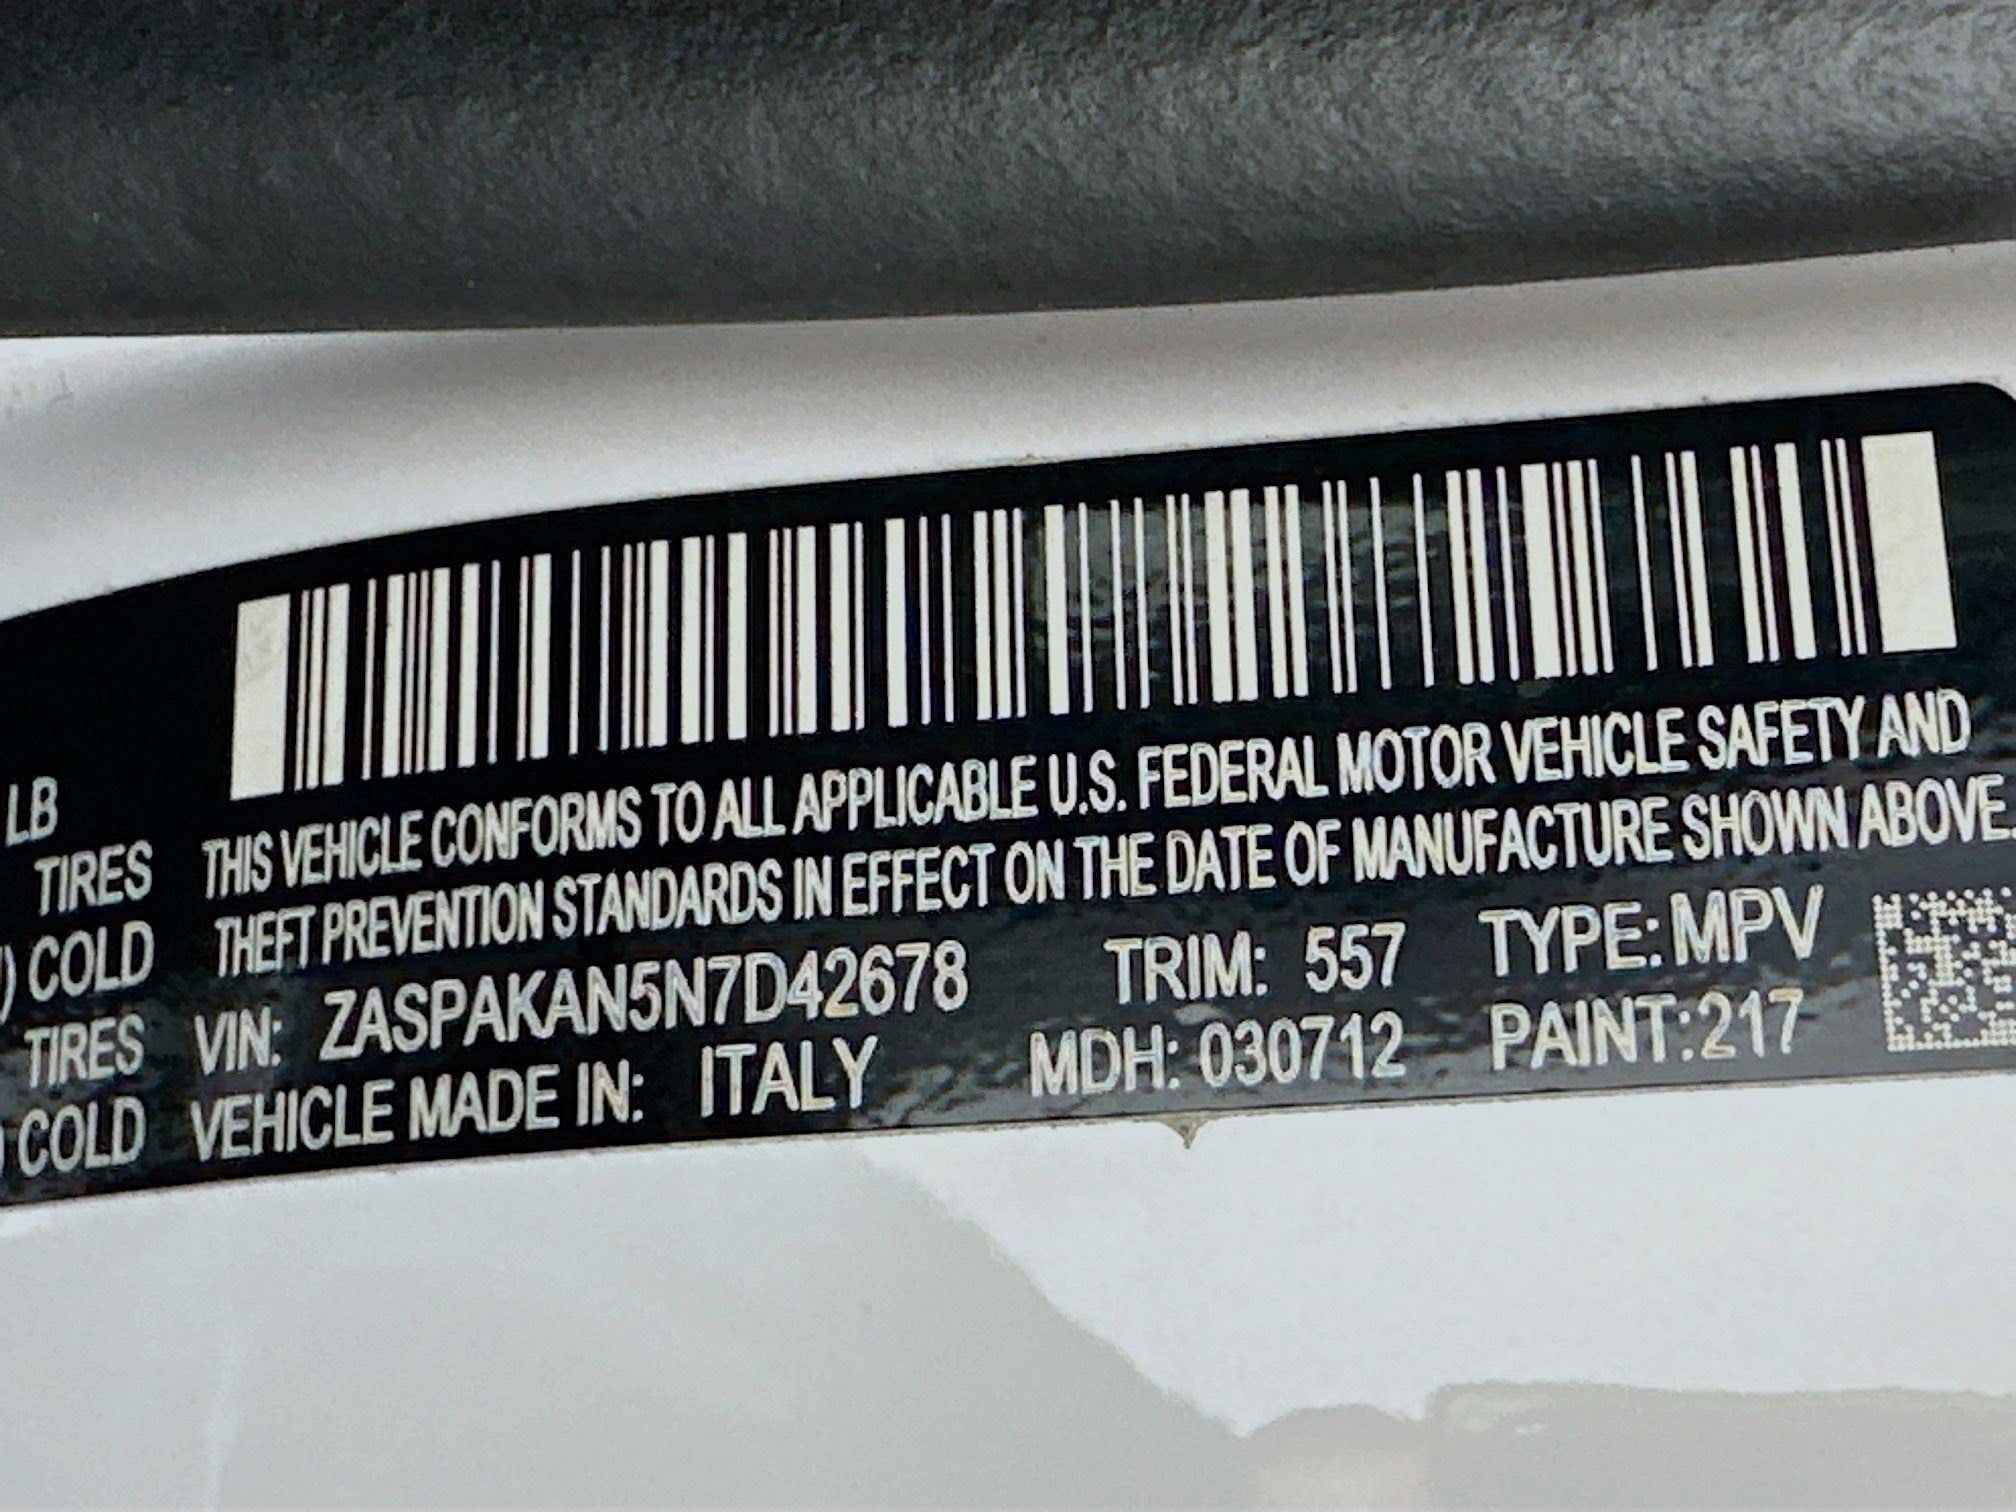 LB
TIRES THIS VEHICLE CONFORMS TO ALL APPLICABLE U.S. FEDERAL MOTOR VEHICLE SAFETY AND
) COLD THEFT PREVENTION STANDARDS IN EFFECT ON THE DATE OF MANUFACTURE SHOWN ABOVE
TIRES VIN: ZASPAKAN5N7D42678 TRIM: 557 TYPE: MPV
) COLD VEHICLE MADE IN: ITALY MDH: 030712 PAINT: 217